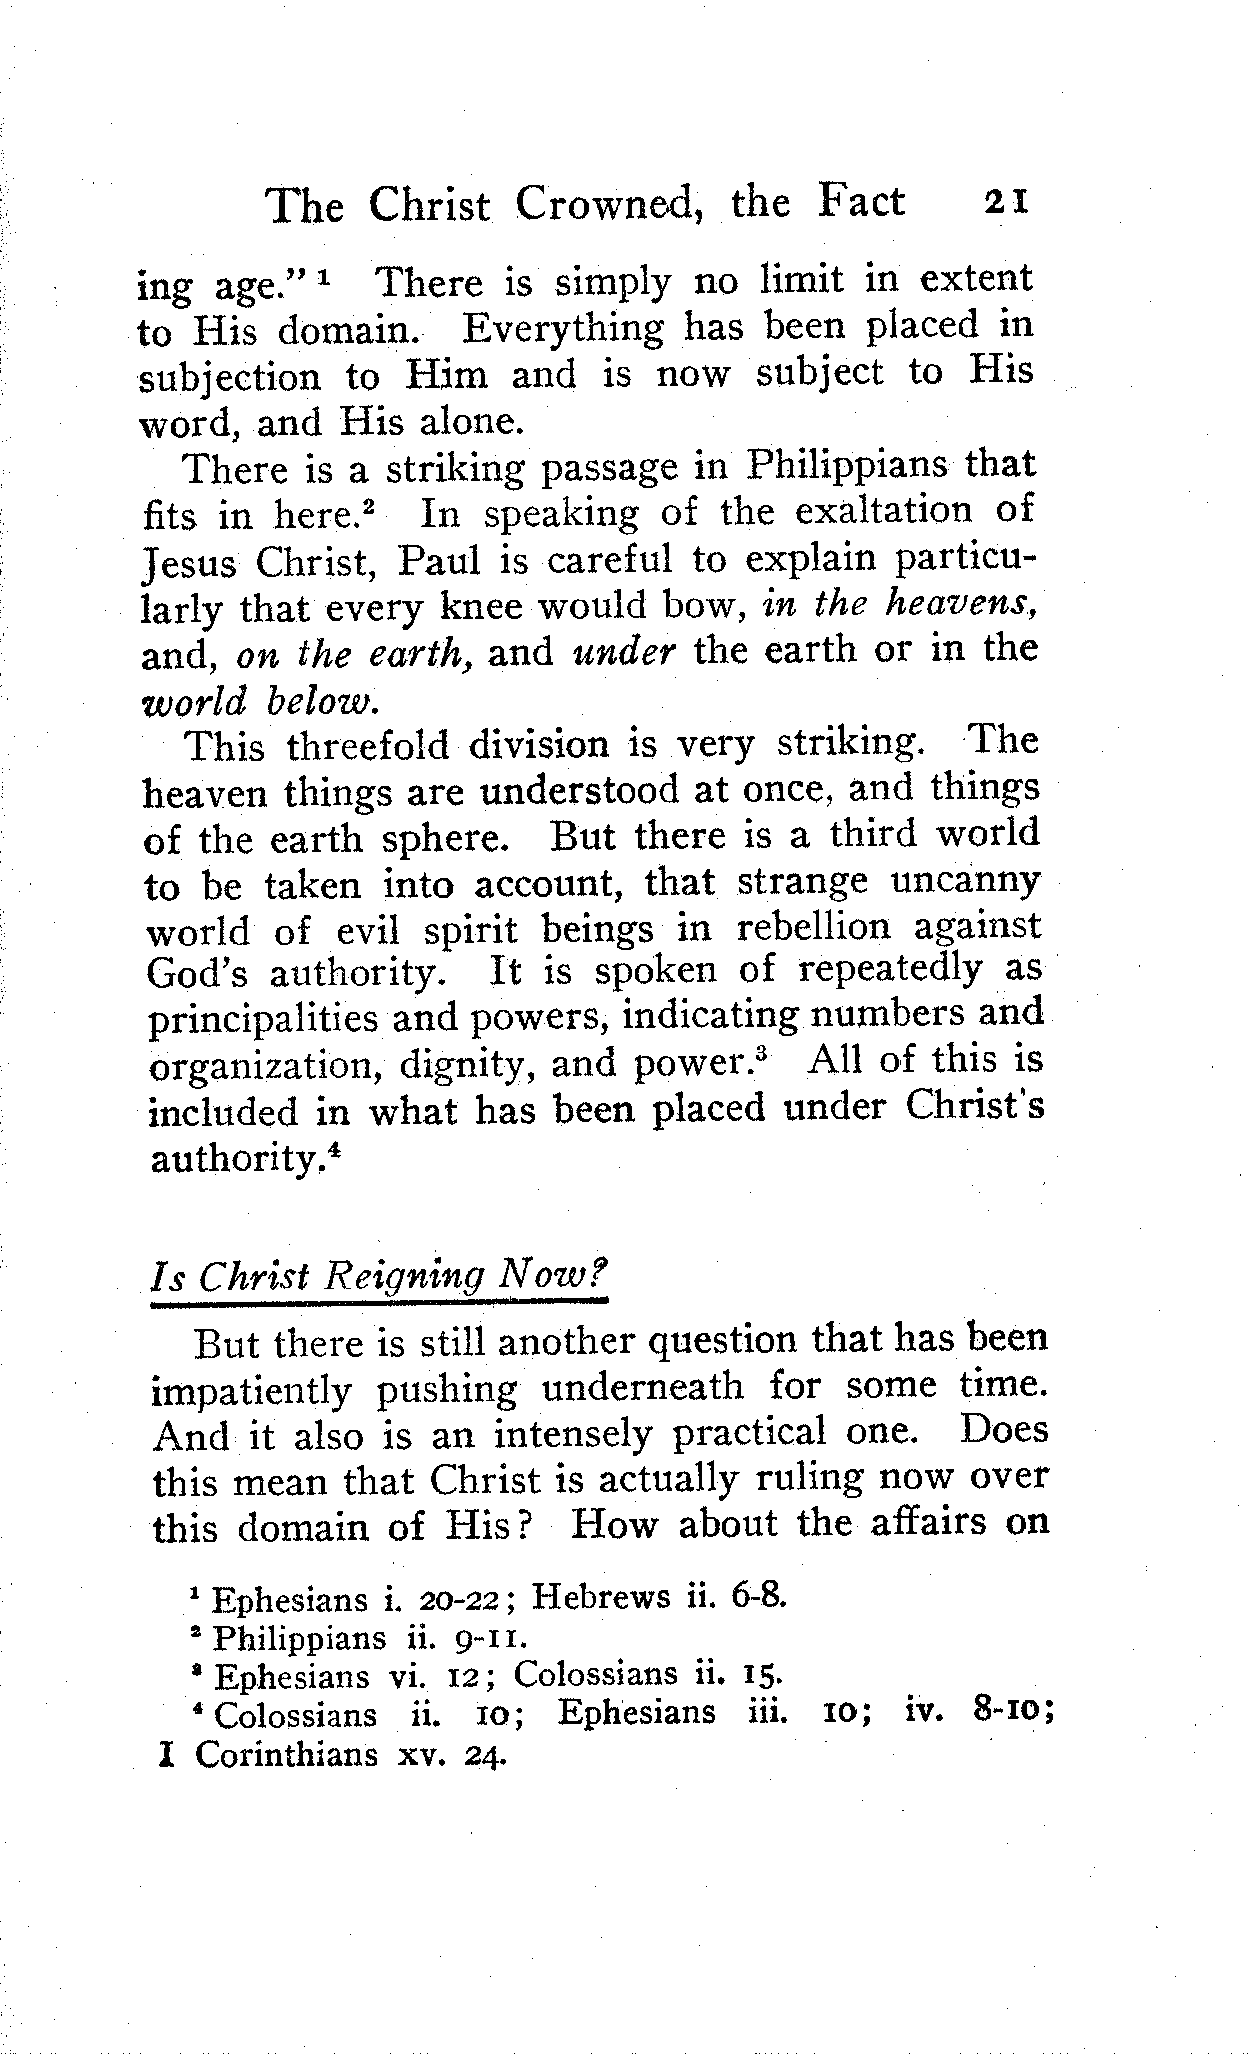 The Christ Crowned, the Fact 21
ing age." ¹ There is simply no limit in extent
to His domain. Everything has been placed in
subjection to Him and is now subject to His
word, and His alone.
There is a striking passage in Philippians that
fits in here.² In speaking of the exaltation of
Jesus Christ, Paul is careful to explain particu-
larly that every knee would bow, in the heavens,
and, on the earth, and under the earth or in the
world below.
This threefold division is very striking. The
heaven things are understood at once, and things
of the earth sphere. But there is a third world
to be taken into account, that strange uncanny
world of evil spirit beings in rebellion against
God's authority. It is spoken of repeatedly as
principalities and powers, indicating numbers and
organization, dignity, and power.³ All of this is
included in what has been placed under Christ's
authority.⁴
Is Christ Reigning Now?
But there is still another question that has been
impatiently pushing underneath for some time.
And it also is an intensely practical one. Does
this mean that Christ is actually ruling now over
this domain of His? How about the affairs on
¹ Ephesians i. 20-22; Hebrews ii. 6-8.
² Philippians ii. 9-11.
³ Ephesians vi. 12; Colossians ii. 15.
⁴ Colossians ii. 10; Ephesians iii. 10; iv. 8-10;
I Corinthians xv. 24.